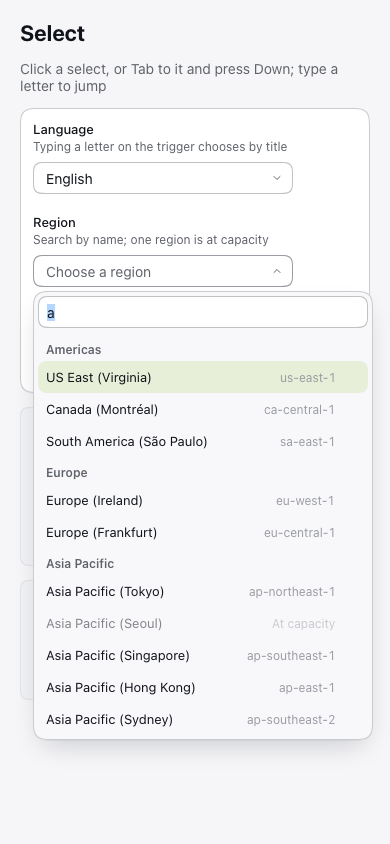 Select
Click a select, or Tab to it and press Down; type a
letter to jump
Language
Typing a letter on the trigger chooses by title
English
Region
Search by name; one region is at capacity
Choose a region
a
Americas
US East (Virginia) us-east-1
Canada (Montréal) ca-central-1
South America (São Paulo) sa-east-1
Europe
Europe (Ireland) eu-west-1
Europe (Frankfurt) eu-central-1
Asia Pacific
Asia Pacific (Tokyo) ap-northeast-1
Asia Pacific (Seoul) At capacity
Asia Pacific (Singapore) ap-southeast-1
Asia Pacific (Hong Kong) ap-east-1
Asia Pacific (Sydney) ap-southeast-2